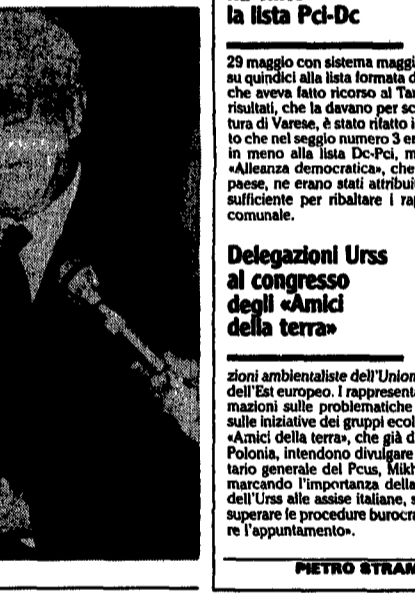 la lista Pci-Dc
29 maggio con sistema maggi
su quindici alla lista formata d
che aveva fatto ricorso al Tar
risultati, che la davano per sc
tura di Varese, è stato rifatto i
to che nel seggio numero 3 er
in meno alla lista Dc-Pci, m
«Alleanza democratica», che
paese, ne erano stati attribui
sufficiente per ribaltare i rap
comunale.
Delegazioni Urss
al congresso
degli «Amici
della terra»
zioni ambientaliste dell'Union
dell'Est europeo. I rappresenta
mazioni sulle problematiche
sulle iniziative dei gruppi ecol
«Amici della terra», che già d
Polonia, intendono divulgare
tario generale del Pcus, Mikh
marcando l'importanza della
dell'Urss alle assise italiane, s
superare le procedure burocra
re l'appuntamento».
PIETRO STRAM